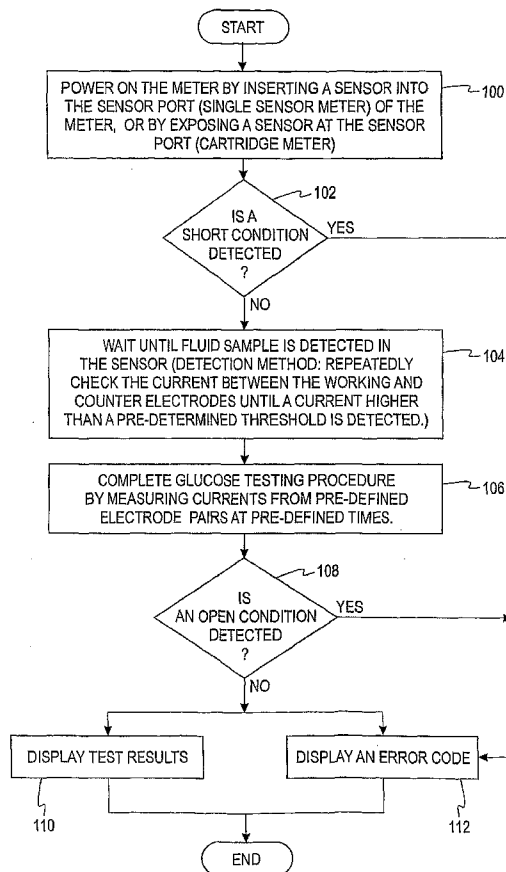 START
POWER ON THE METER BY INSERTING A SENSOR INTO
THE SENSOR PORT (SINGLE SENSOR METER) OF THE
METER, OR BY EXPOSING A SENSOR AT THE SENSOR
PORT (CARTRIDGE METER)
100
102
IS A
SHORT CONDITION
DETECTED
?
YES
NO
WAIT UNTIL FLUID SAMPLE IS DETECTED IN
THE SENSOR (DETECTION METHOD: REPEATEDLY
CHECK THE CURRENT BETWEEN THE WORKING AND
COUNTER ELECTRODES UNTIL A CURRENT HIGHER
THAN A PRE-DETERMINED THRESHOLD IS DETECTED.)
104
COMPLETE GLUCOSE TESTING PROCEDURE
BY MEASURING CURRENTS FROM PRE-DEFINED
ELECTRODE PAIRS AT PRE-DEFINED TIMES.
106
108
IS
AN OPEN CONDITION
DETECTED
?
YES
NO
DISPLAY TEST RESULTS
110
DISPLAY AN ERROR CODE
112
END